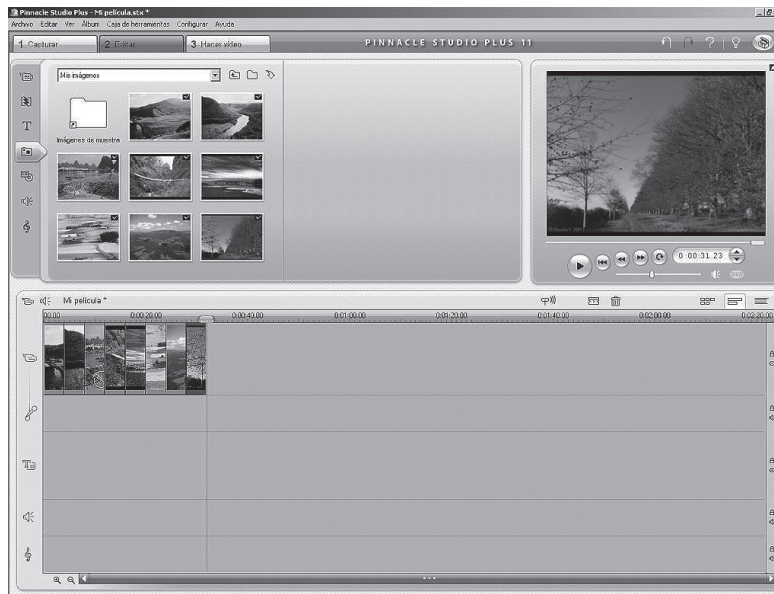 Pinnacle Studio Plus - Mi película.stx *
Archivo Editar Ver Álbum Caja de herramientas Configurar Ayuda
1 Capturar
2 Editar
3 Hacer vídeo
PINNACLE STUDIO PLUS 11
Mis imágenes
Imágenes de muestra
0:00:31.23
Mi película *
00.00
0:00:20.00
0:00:40.00
0:01:00.00
0:01:20.00
0:01:40.00
0:02:00.00
0:02:20.00